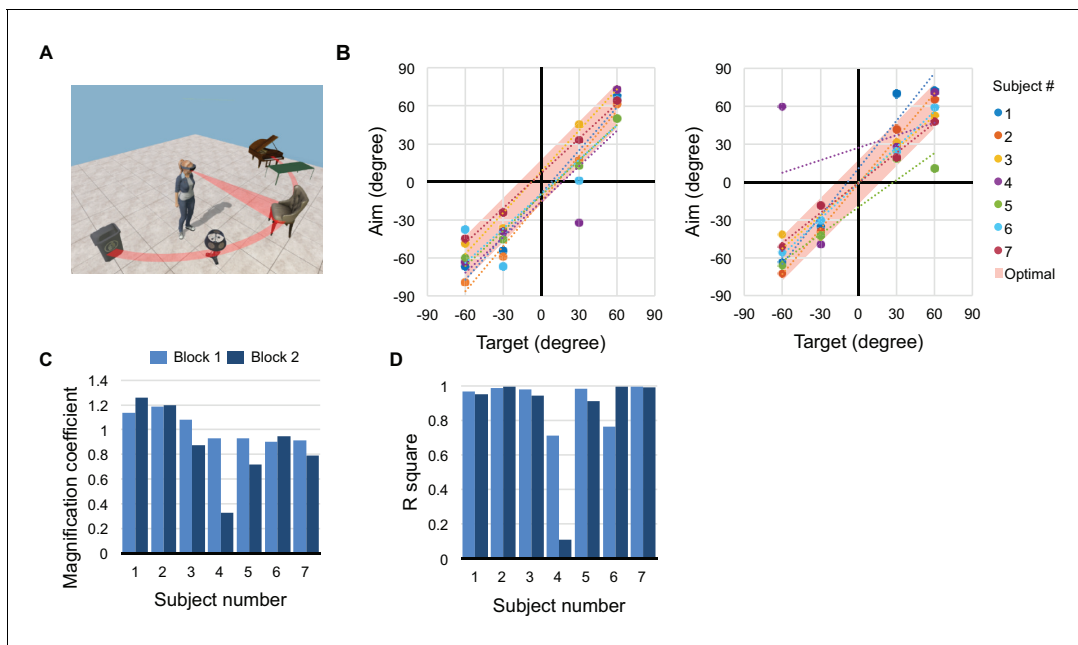 A
B
90
60
30
0
-30
-60
-90
-90 -60 -30 0 30 60 90
Aim (degree)
Target (degree)
90
60
30
0
-30
-60
-90
-90 -60 -30 0 30 60 90
Aim (degree)
Target (degree)
Subject #
1
2
3
4
5
6
7
Optimal
C
Block 1 Block 2
1.4
1.2
1
0.8
0.6
0.4
0.2
0
Magnification coefficient
1 2 3 4 5 6 7
Subject number
D
1
0.8
0.6
0.4
0.2
0
R square
1 2 3 4 5 6 7
Subject number